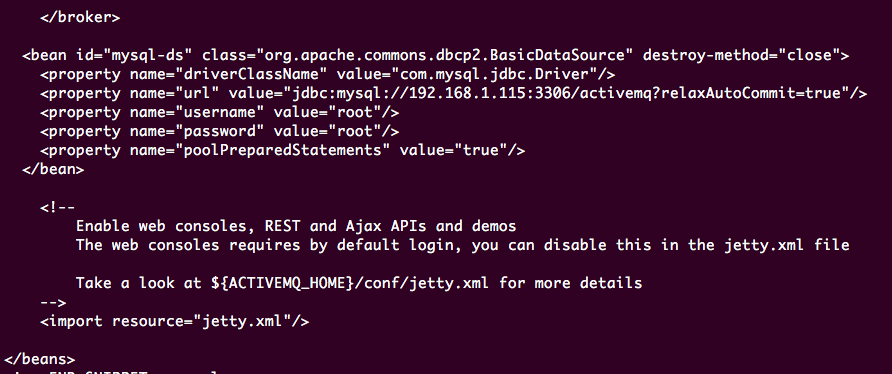 </broker>
<bean id="mysql-ds" class="org.apache.commons.dbcp2.BasicDataSource" destroy-method="close">
<property name="driverClassName" value="com.mysql.jdbc.Driver"/>
<property name="url" value="jdbc:mysql://192.168.1.115:3306/activemq?relaxAutoCommit=true"/>
<property name="username" value="root"/>
<property name="password" value="root"/>
<property name="poolPreparedStatements" value="true"/>
</bean>
<!--
Enable web consoles, REST and Ajax APIs and demos
The web consoles requires by default login, you can disable this in the jetty.xml file
Take a look at ${ACTIVEMQ_HOME}/conf/jetty.xml for more details
-->
<import resource="jetty.xml"/>
</beans>